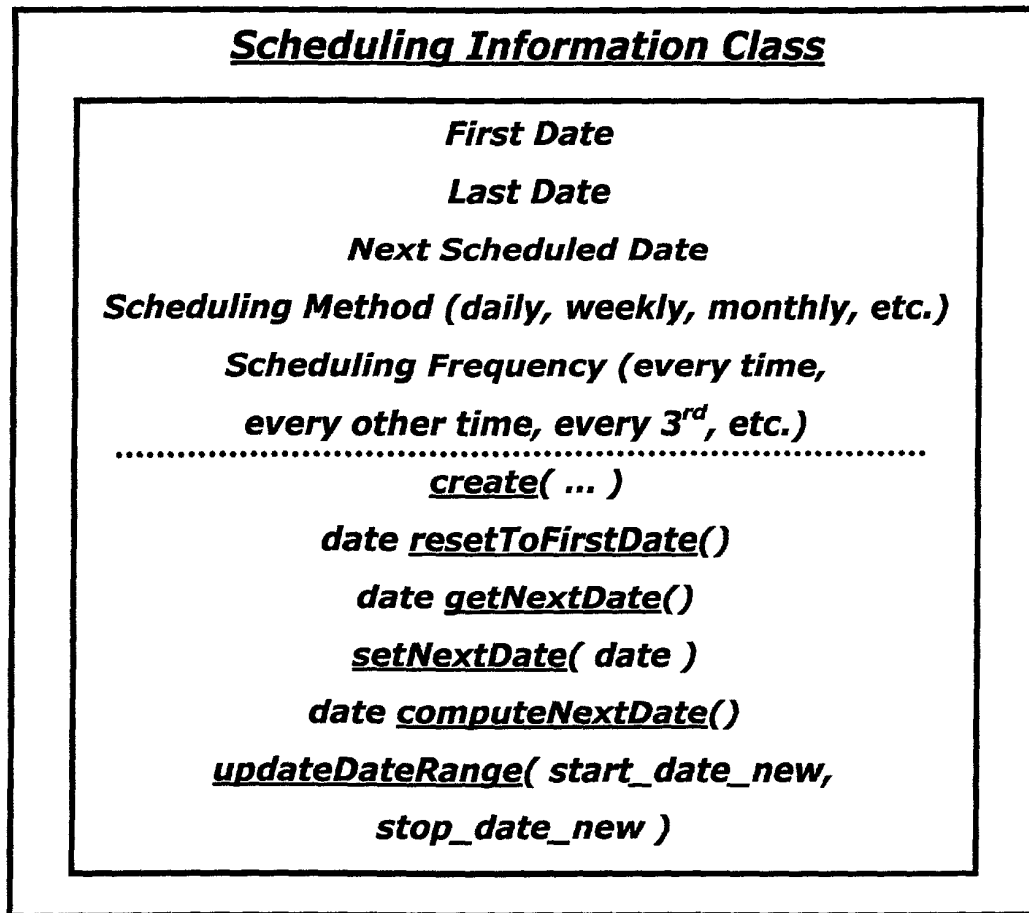 Scheduling Information Class
First Date
Last Date
Next Scheduled Date
Scheduling Method (daily, weekly, monthly, etc.)
Scheduling Frequency (every time,
every other time, every 3rd, etc.)
create( ... )
date resetToFirstDate()
date getNextDate()
setNextDate( date )
date computeNextDate()
updateDateRange( start_date_new,
stop_date_new )